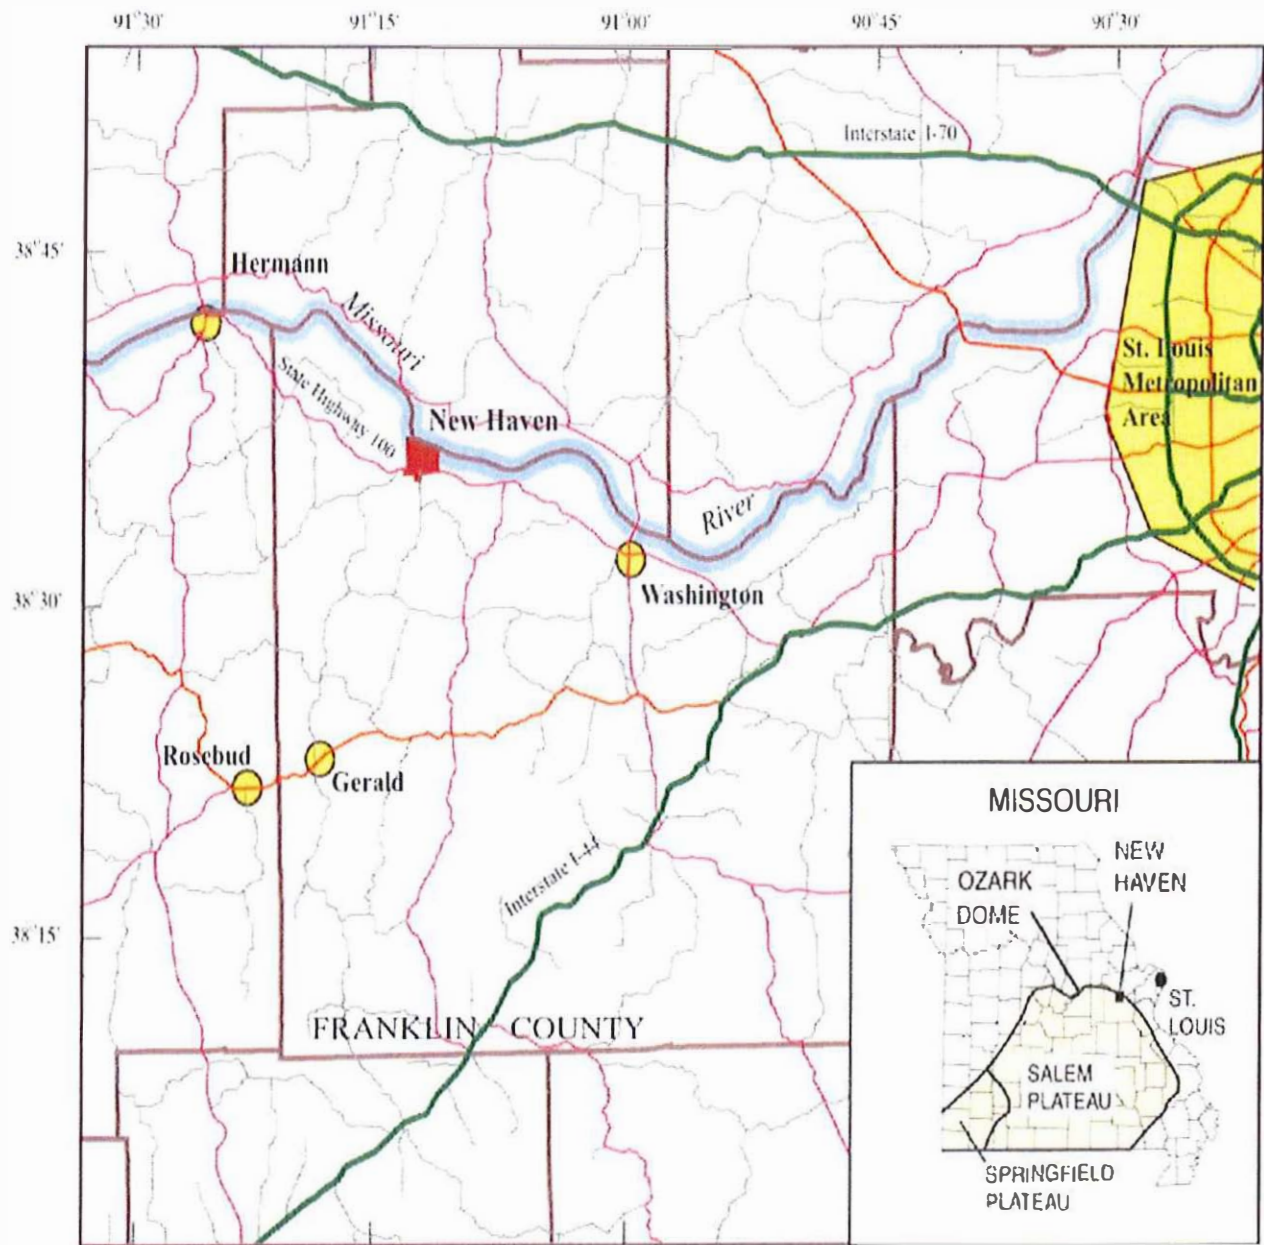 91°30' 91°15' 91°00' 90°45' 90°30'
Interstate I-70
38°45'
Hermann
Missouri
State Highway 100
New Haven
St. Louis
Metropolitan
Area
River
38°30'
Washington
Rosebud
Gerald
Interstate I-44
38°15'
FRANKLIN COUNTY
MISSOURI
NEW
HAVEN
OZARK
DOME
ST.
LOUIS
SALEM
PLATEAU
SPRINGFIELD
PLATEAU